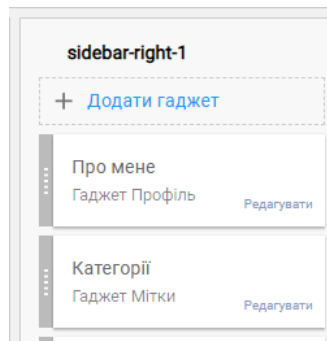 sidebar-right-1
+ Додати гаджет
Про мене
Гаджет Профіль
Редагувати
Категорії
Гаджет Мітки
Редагувати